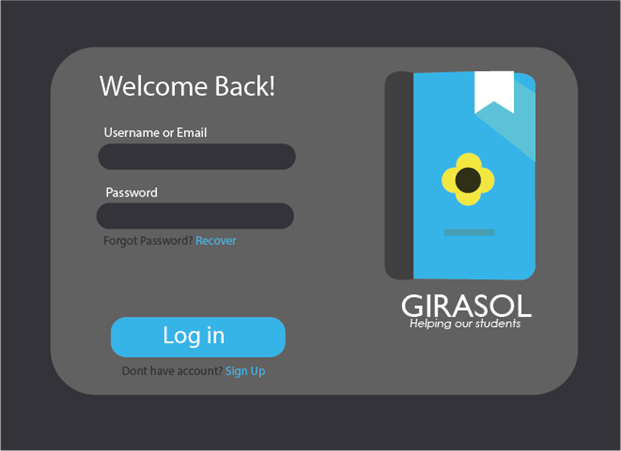 Welcome Back!
Username or Email
Password
Forgot Password? Recover
Log in
Dont have account? Sign Up
GIRASOL
Helping our students